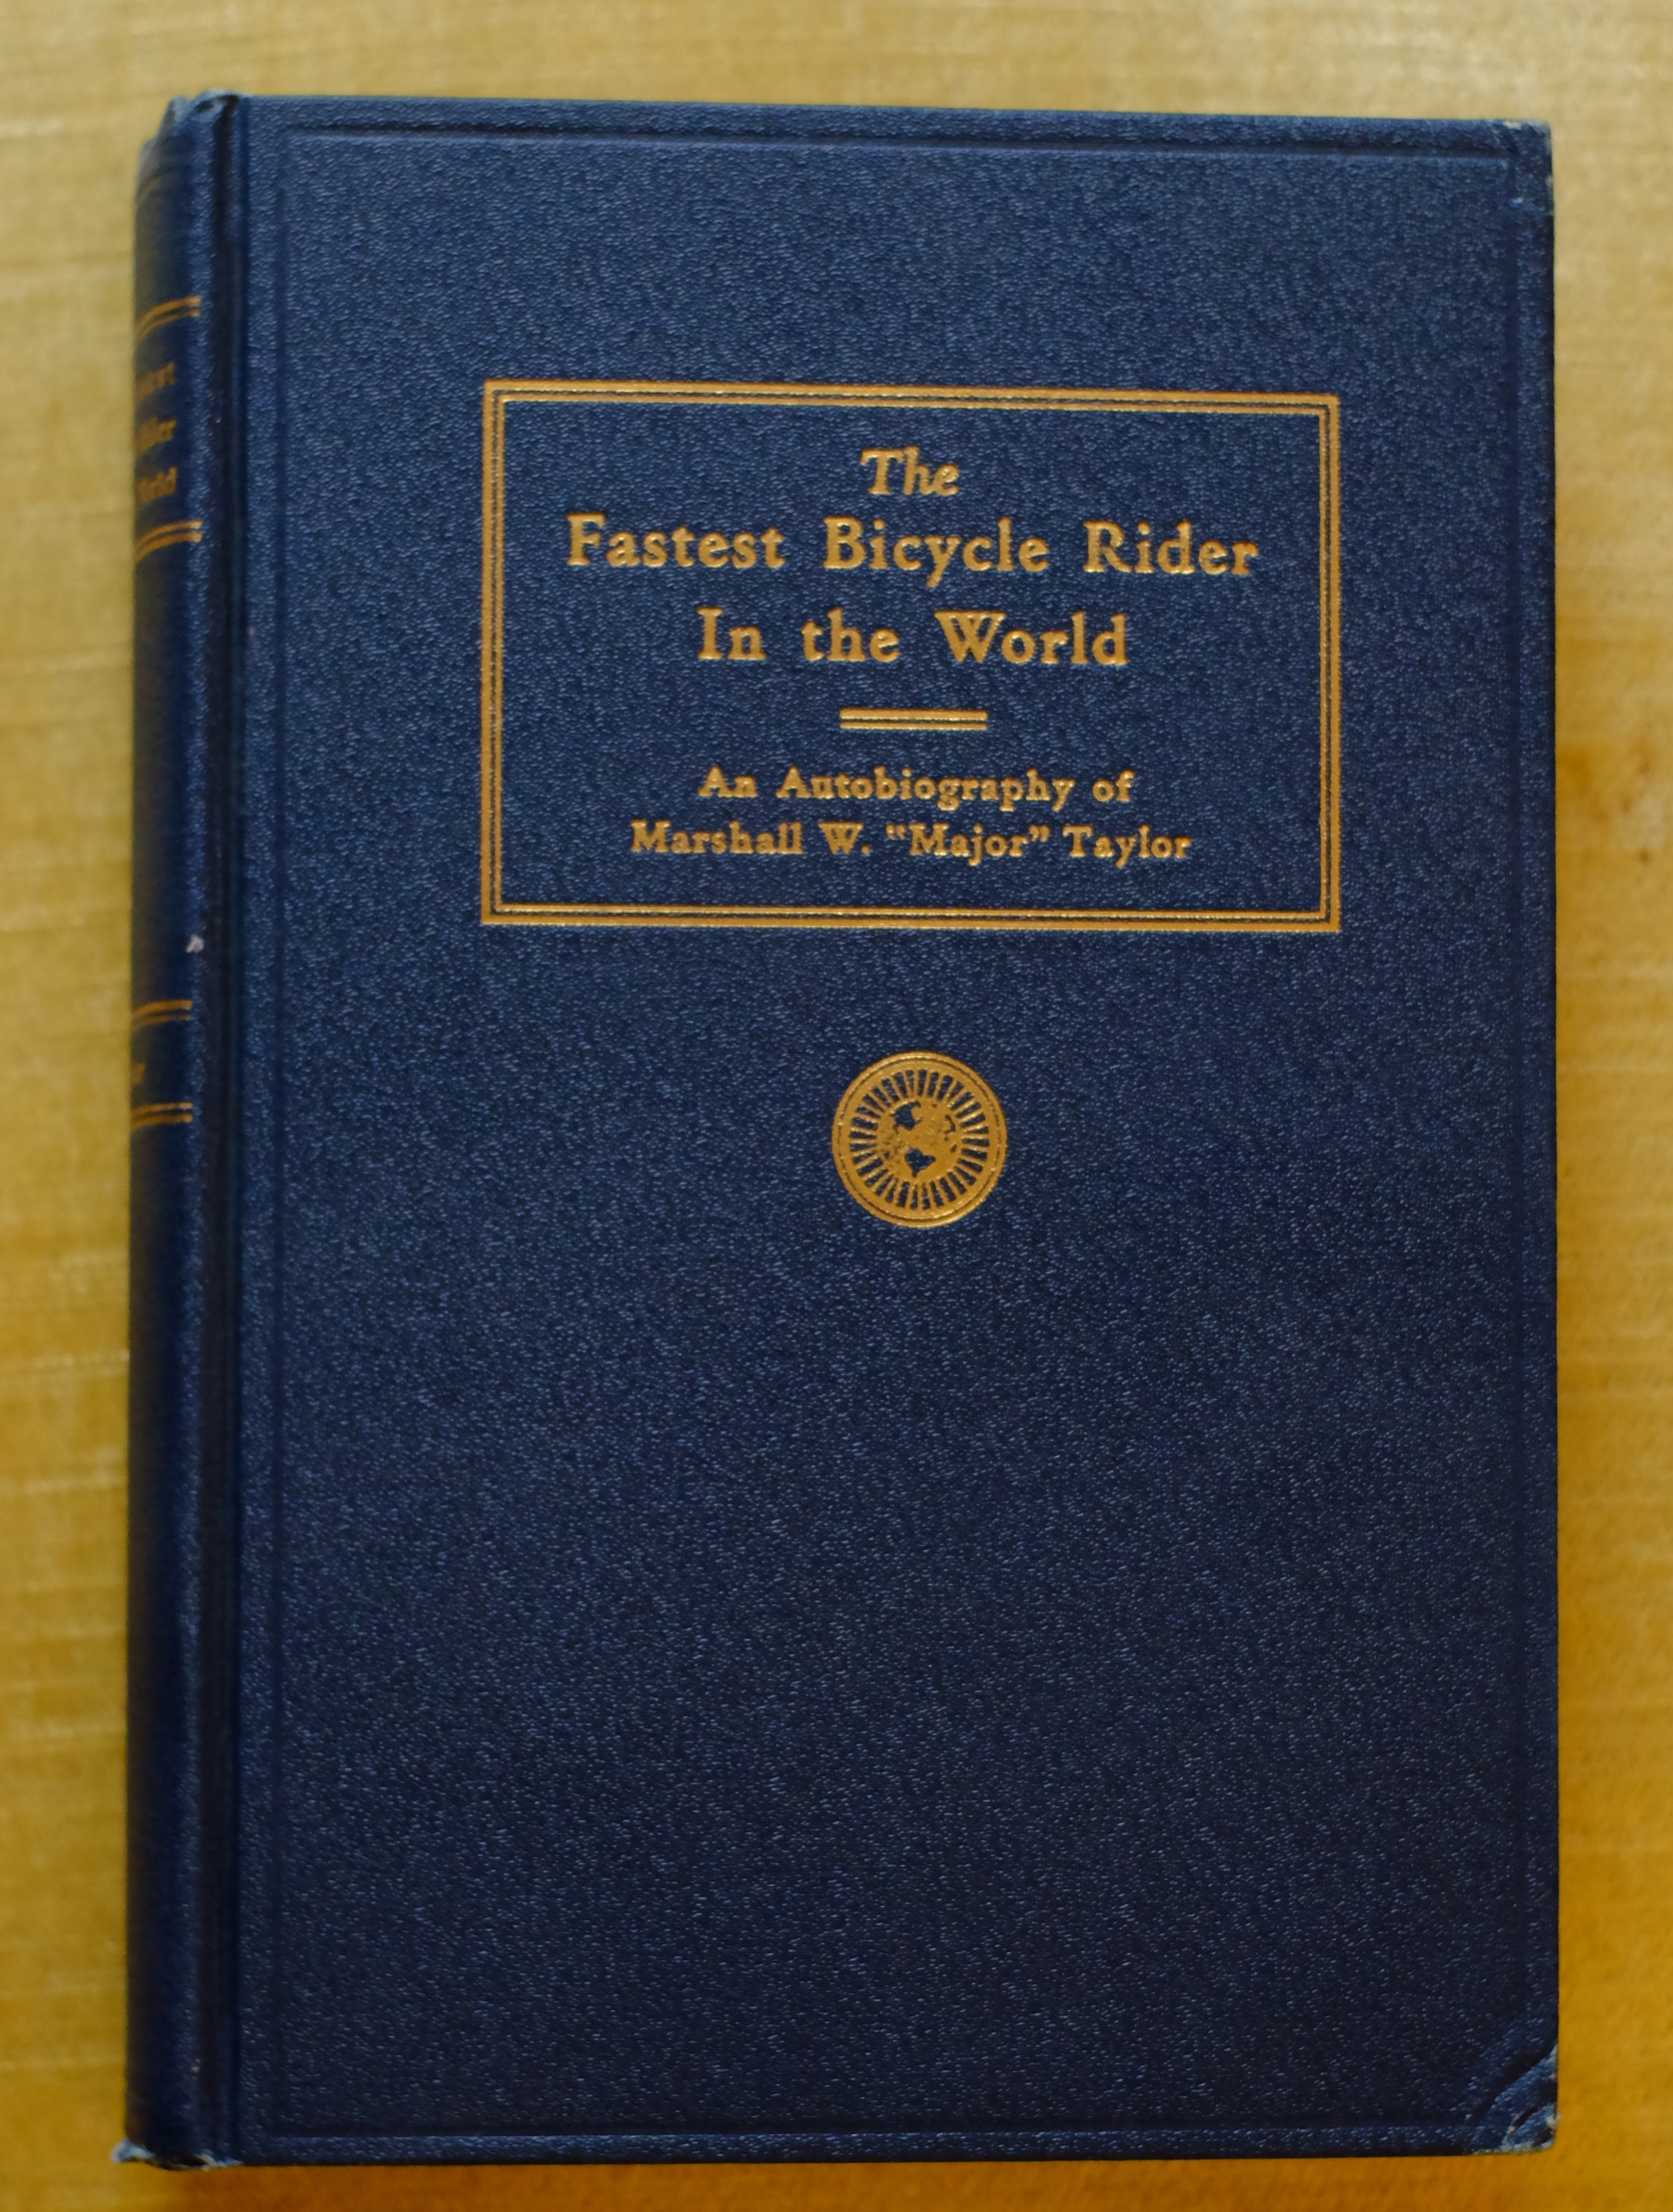 The
Fastest Bicycle Rider
In the World
An Autobiography of
Marshall W. “Major” Taylor